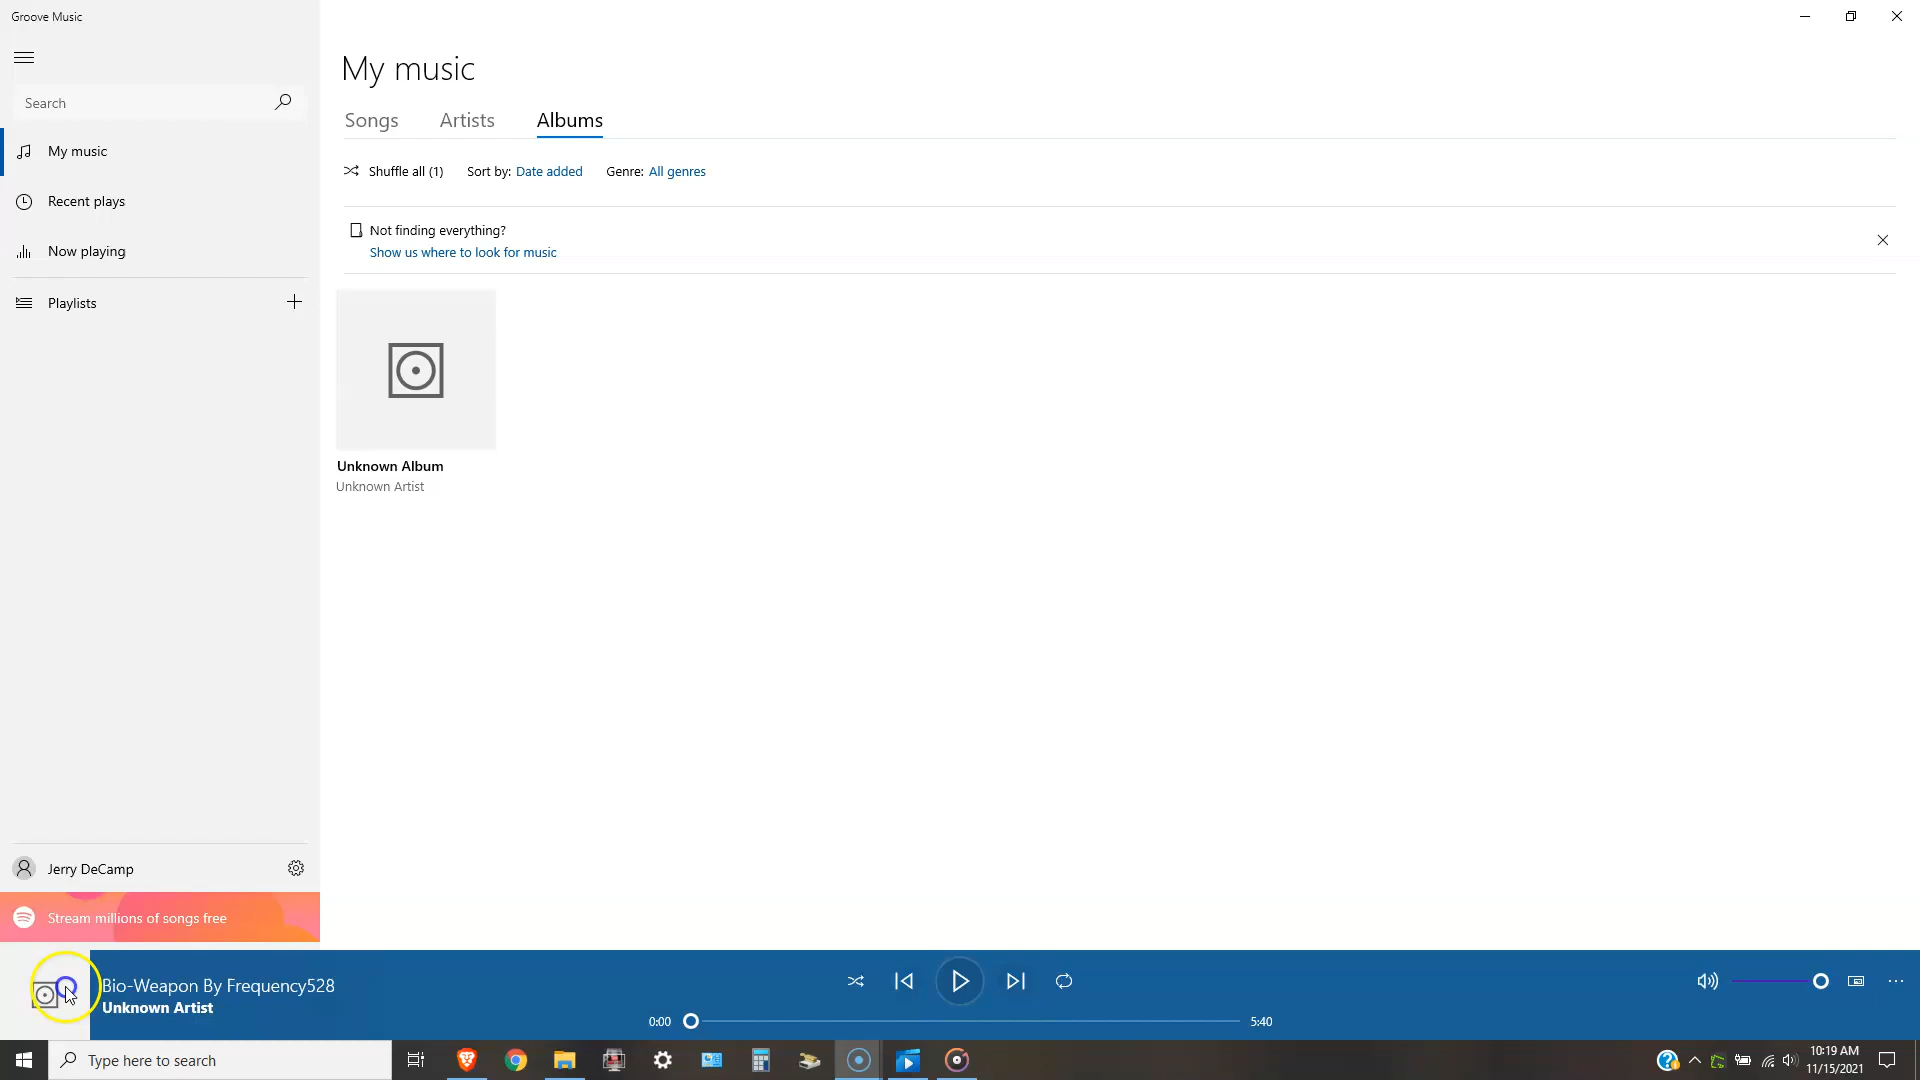 Groove Music
Search
My music
Recent plays
Now playing
Playlists
My music
Songs Artists Albums
Shuffle all (1) Sort by: Date added Genre: All genres
Not finding everything?
Show us where to look for music
Unknown Album
Unknown Artist
Jerry DeCamp
Stream millions of songs free
Bio-Weapon By Frequency528
Unknown Artist
0:00 5:40
Type here to search
10:19 AM
11/15/2021